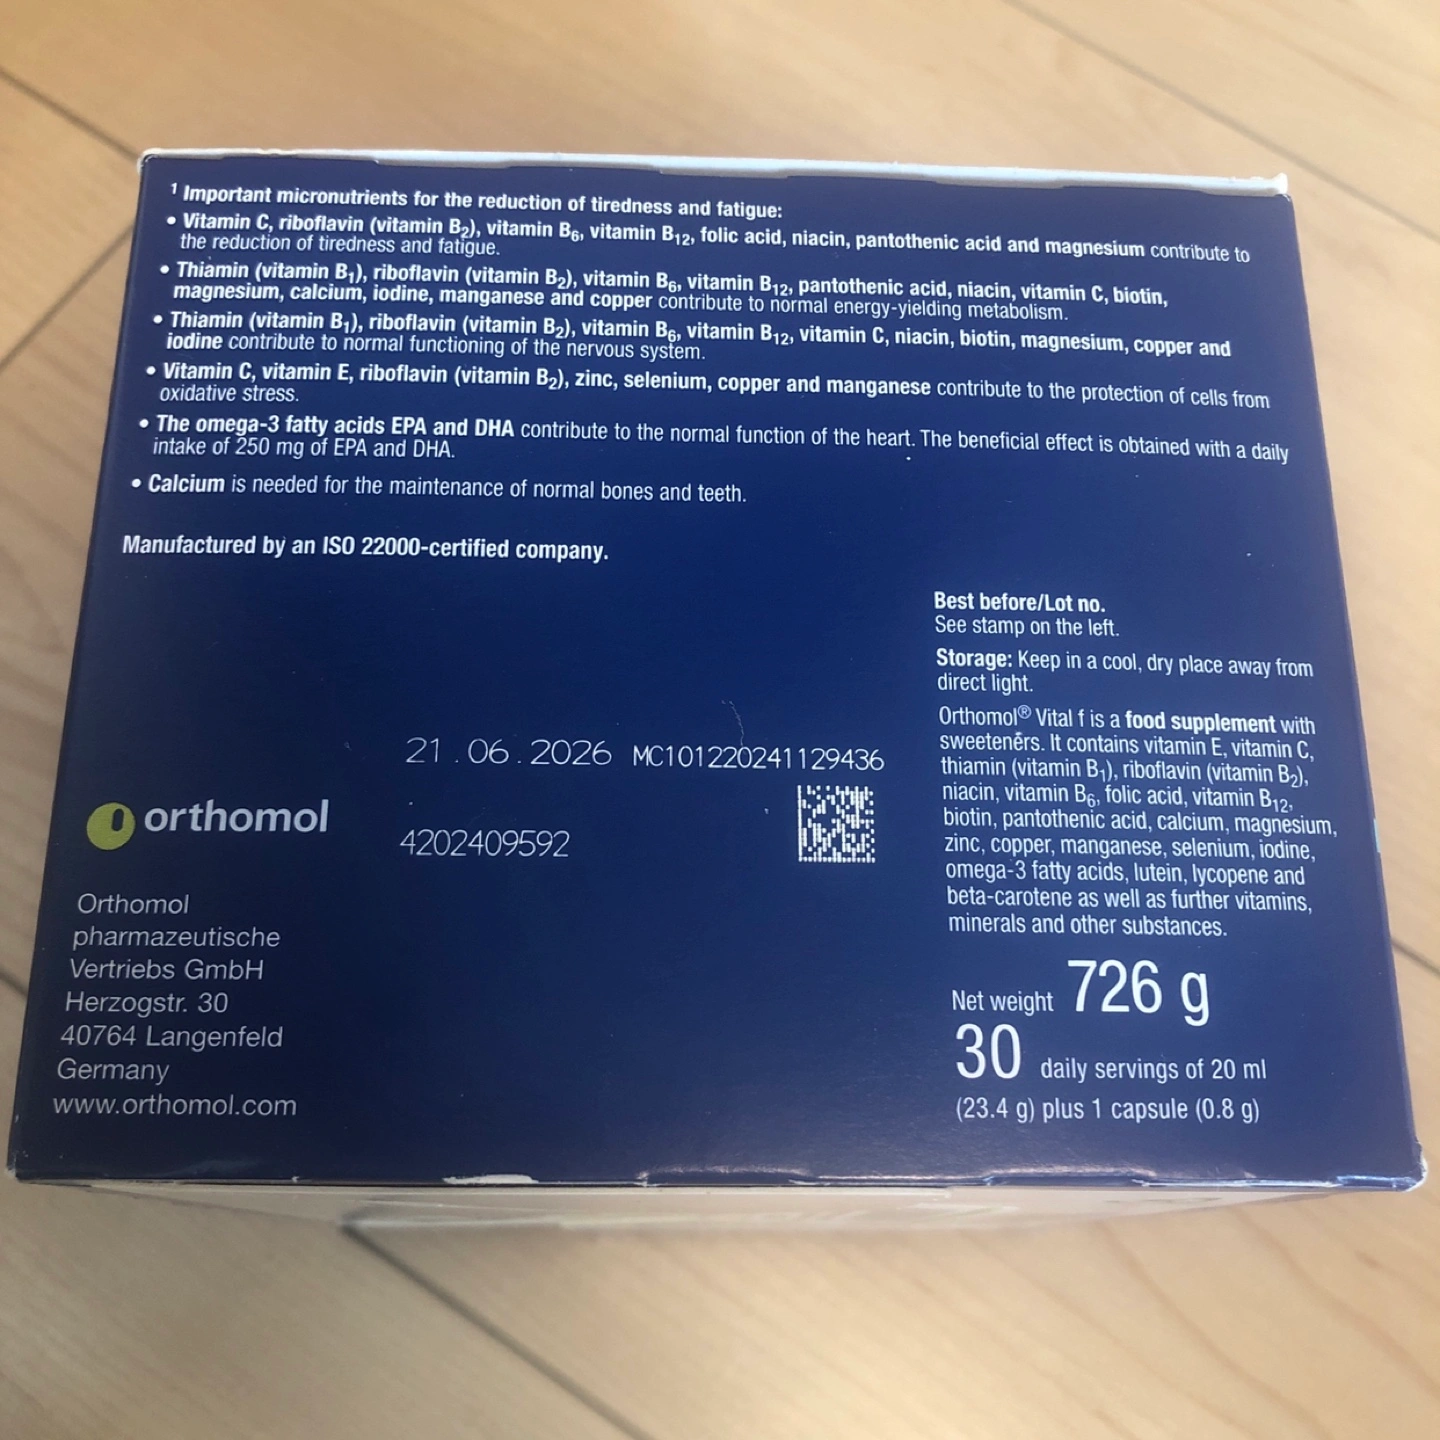 ¹ Important micronutrients for the reduction of tiredness and fatigue:
• Vitamin C, riboflavin (vitamin B₂), vitamin B₆, vitamin B₁₂, folic acid, niacin, pantothenic acid and magnesium contribute to
the reduction of tiredness and fatigue.
• Thiamin (vitamin B₁), riboflavin (vitamin B₂), vitamin B₆, vitamin B₁₂, pantothenic acid, niacin, vitamin C, biotin,
magnesium, calcium, iodine, manganese and copper contribute to normal energy-yielding metabolism.
• Thiamin (vitamin B₁), riboflavin (vitamin B₂), vitamin B₆, vitamin B₁₂, vitamin C, niacin, biotin, magnesium, copper and
iodine contribute to normal functioning of the nervous system.
• Vitamin C, vitamin E, riboflavin (vitamin B₂), zinc, selenium, copper and manganese contribute to the protection of cells from
oxidative stress.
• The omega-3 fatty acids EPA and DHA contribute to the normal function of the heart. The beneficial effect is obtained with a daily
intake of 250 mg of EPA and DHA.
• Calcium is needed for the maintenance of normal bones and teeth.
Manufactured by an ISO 22000-certified company.
21.06.2026 MC101220241129436
4202409592
orthomol
Orthomol
pharmazeutische
Vertriebs GmbH
Herzogstr. 30
40764 Langenfeld
Germany
www.orthomol.com
Best before/Lot no.
See stamp on the left.
Storage: Keep in a cool, dry place away from
direct light.
Orthomol® Vital f is a food supplement with
sweeteners. It contains vitamin E, vitamin C,
thiamin (vitamin B₁), riboflavin (vitamin B₂),
niacin, vitamin B₆, folic acid, vitamin B₁₂,
biotin, pantothenic acid, calcium, magnesium,
zinc, copper, manganese, selenium, iodine,
omega-3 fatty acids, lutein, lycopene and
beta-carotene as well as further vitamins,
minerals and other substances.
Net weight 726 g
30 daily servings of 20 ml
(23.4 g) plus 1 capsule (0.8 g)